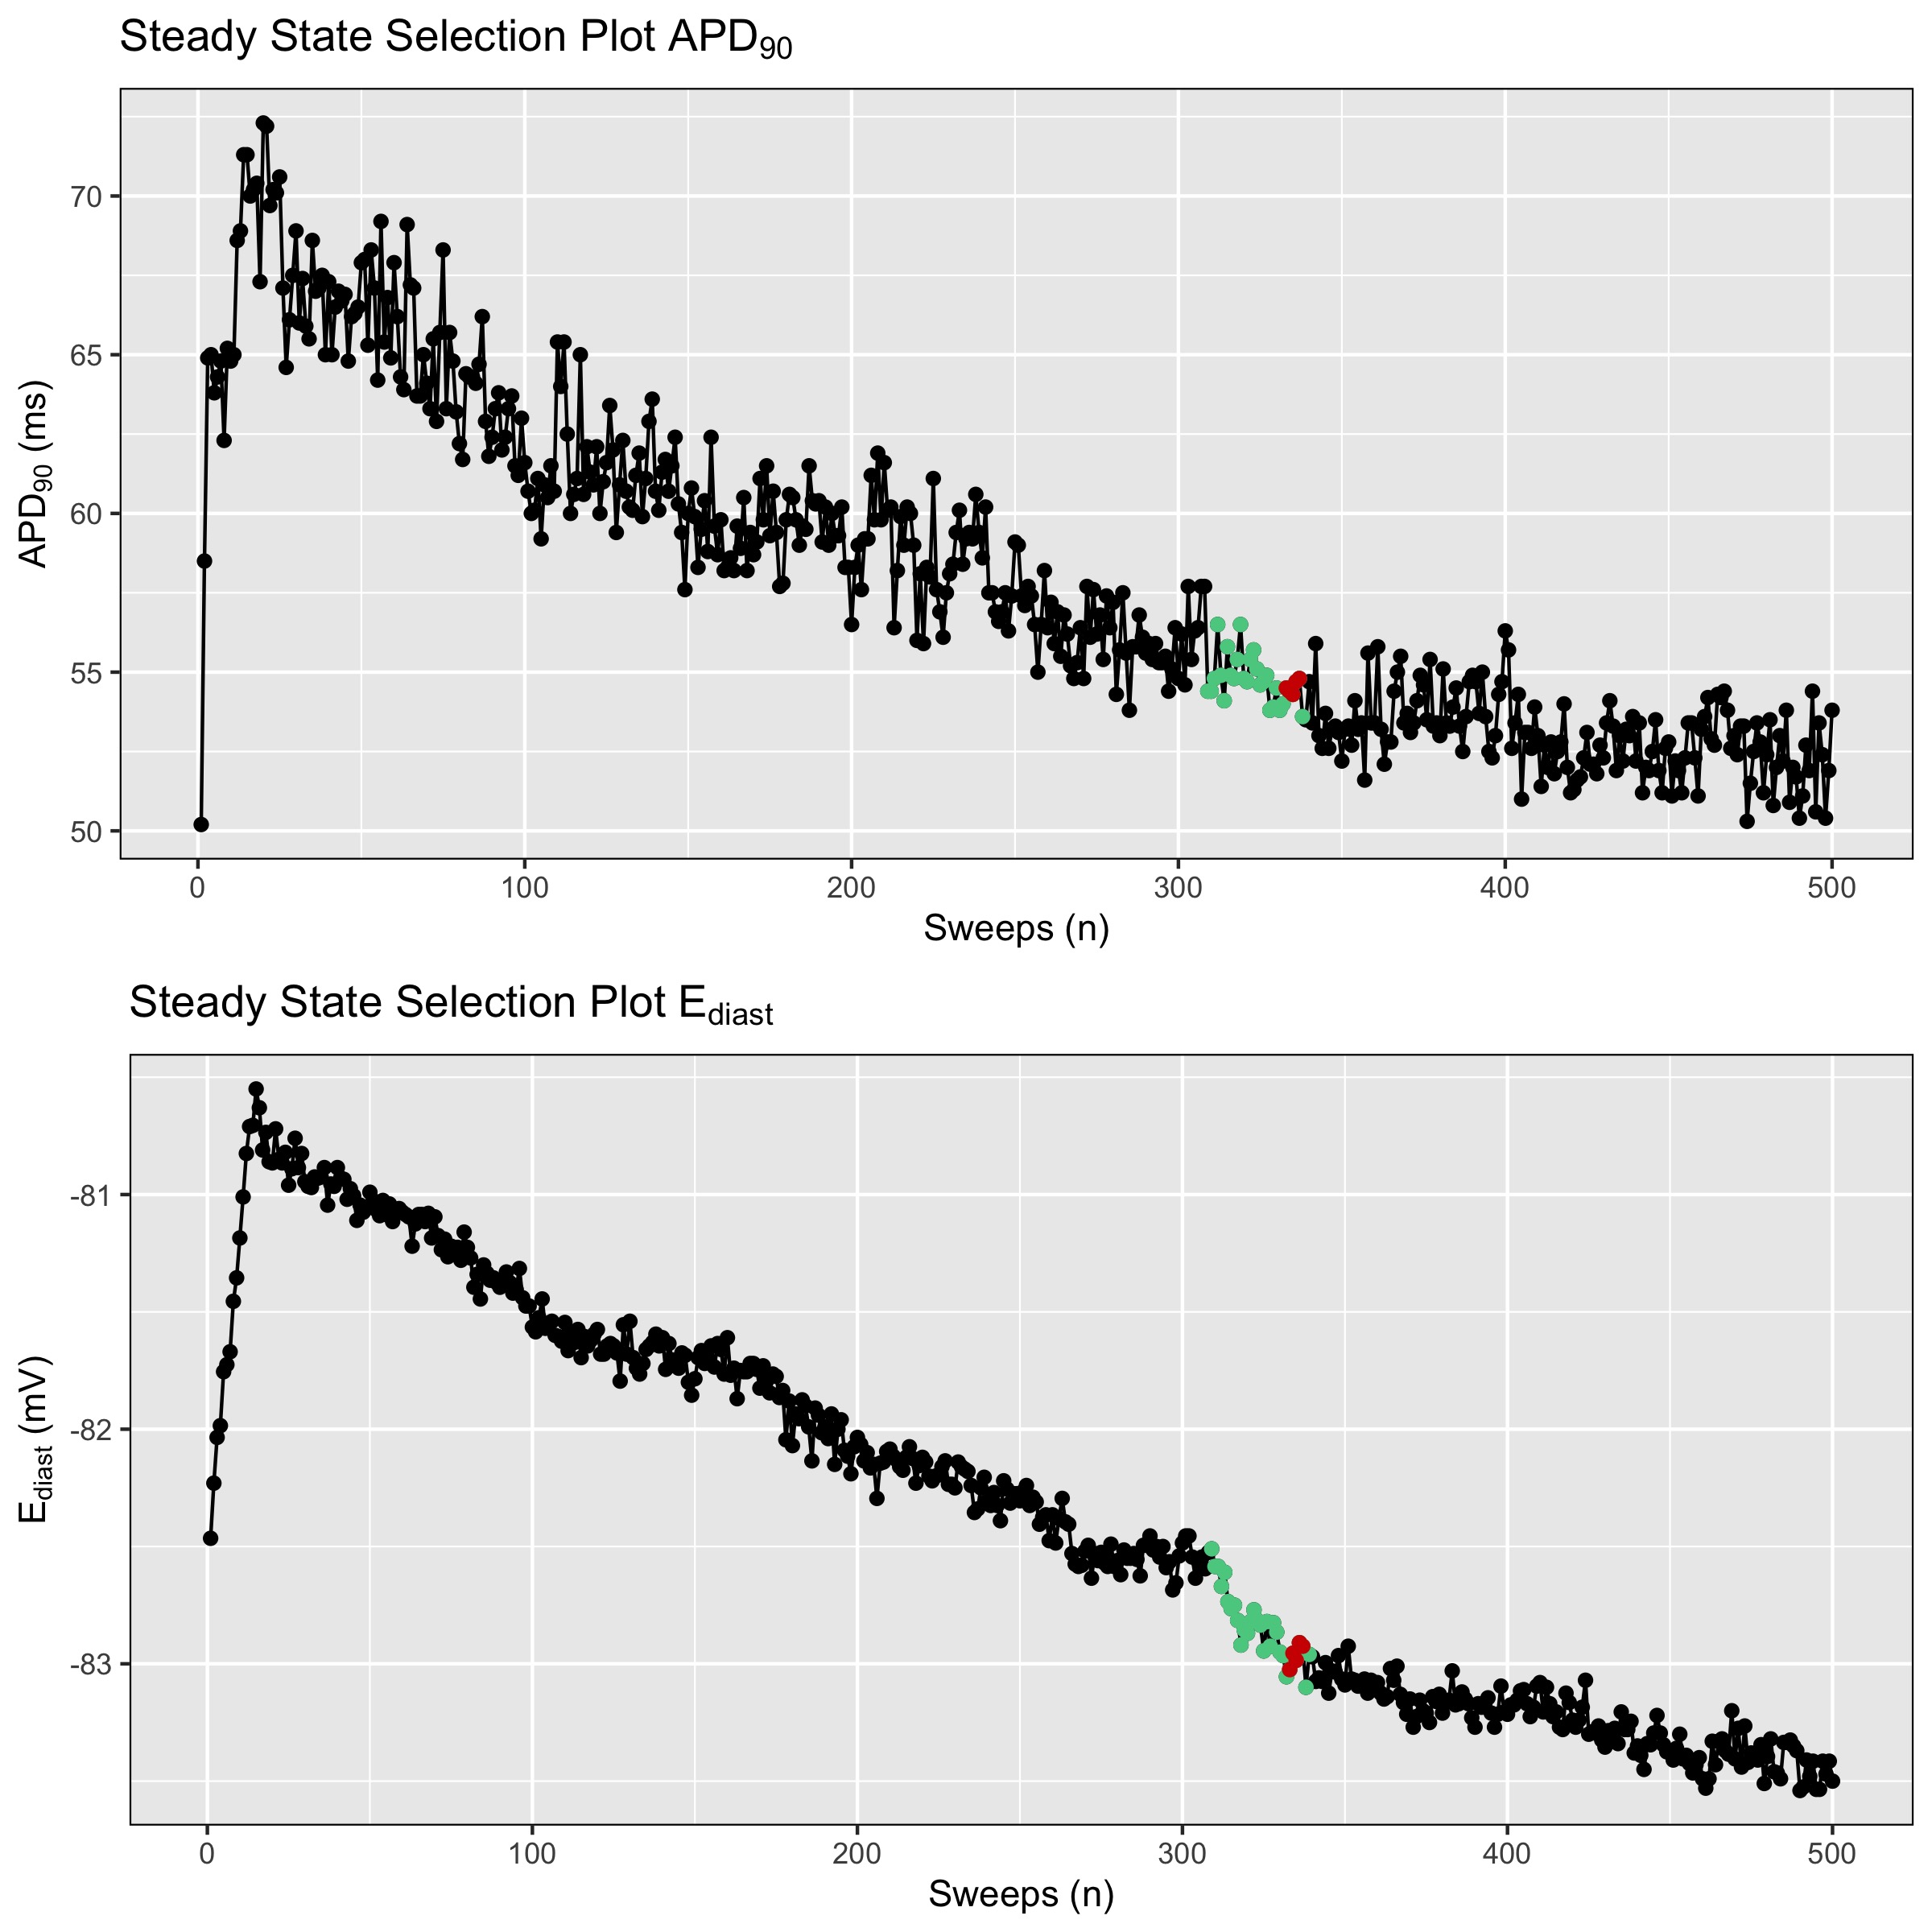 Steady State Selection Plot APD90
70
65
60
55
50
APD90 (ms)
0 100 200 300 400 500
Sweeps (n)
Steady State Selection Plot Ediast
-81
-82
-83
Ediast (mV)
0 100 200 300 400 500
Sweeps (n)